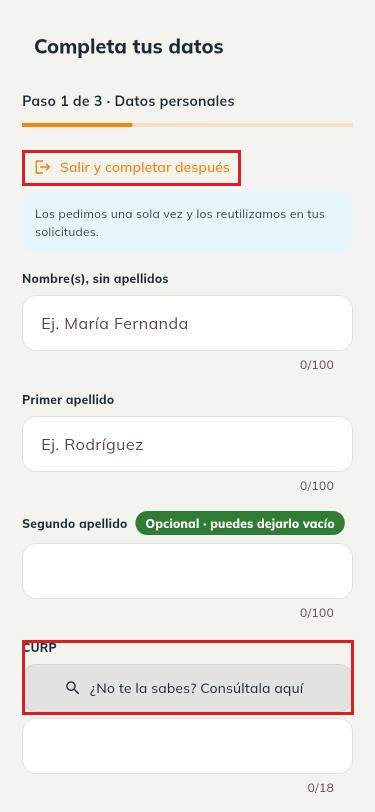 Completa tus datos
Paso 1 de 3 · Datos personales
Salir y completar después
Los pedimos una sola vez y los reutilizamos en tus
solicitudes.
Nombre(s), sin apellidos
Ej. María Fernanda
0/100
Primer apellido
Ej. Rodríguez
0/100
Segundo apellido Opcional · puedes dejarlo vacío
0/100
CURP
¿No te la sabes? Consúltala aquí
0/18